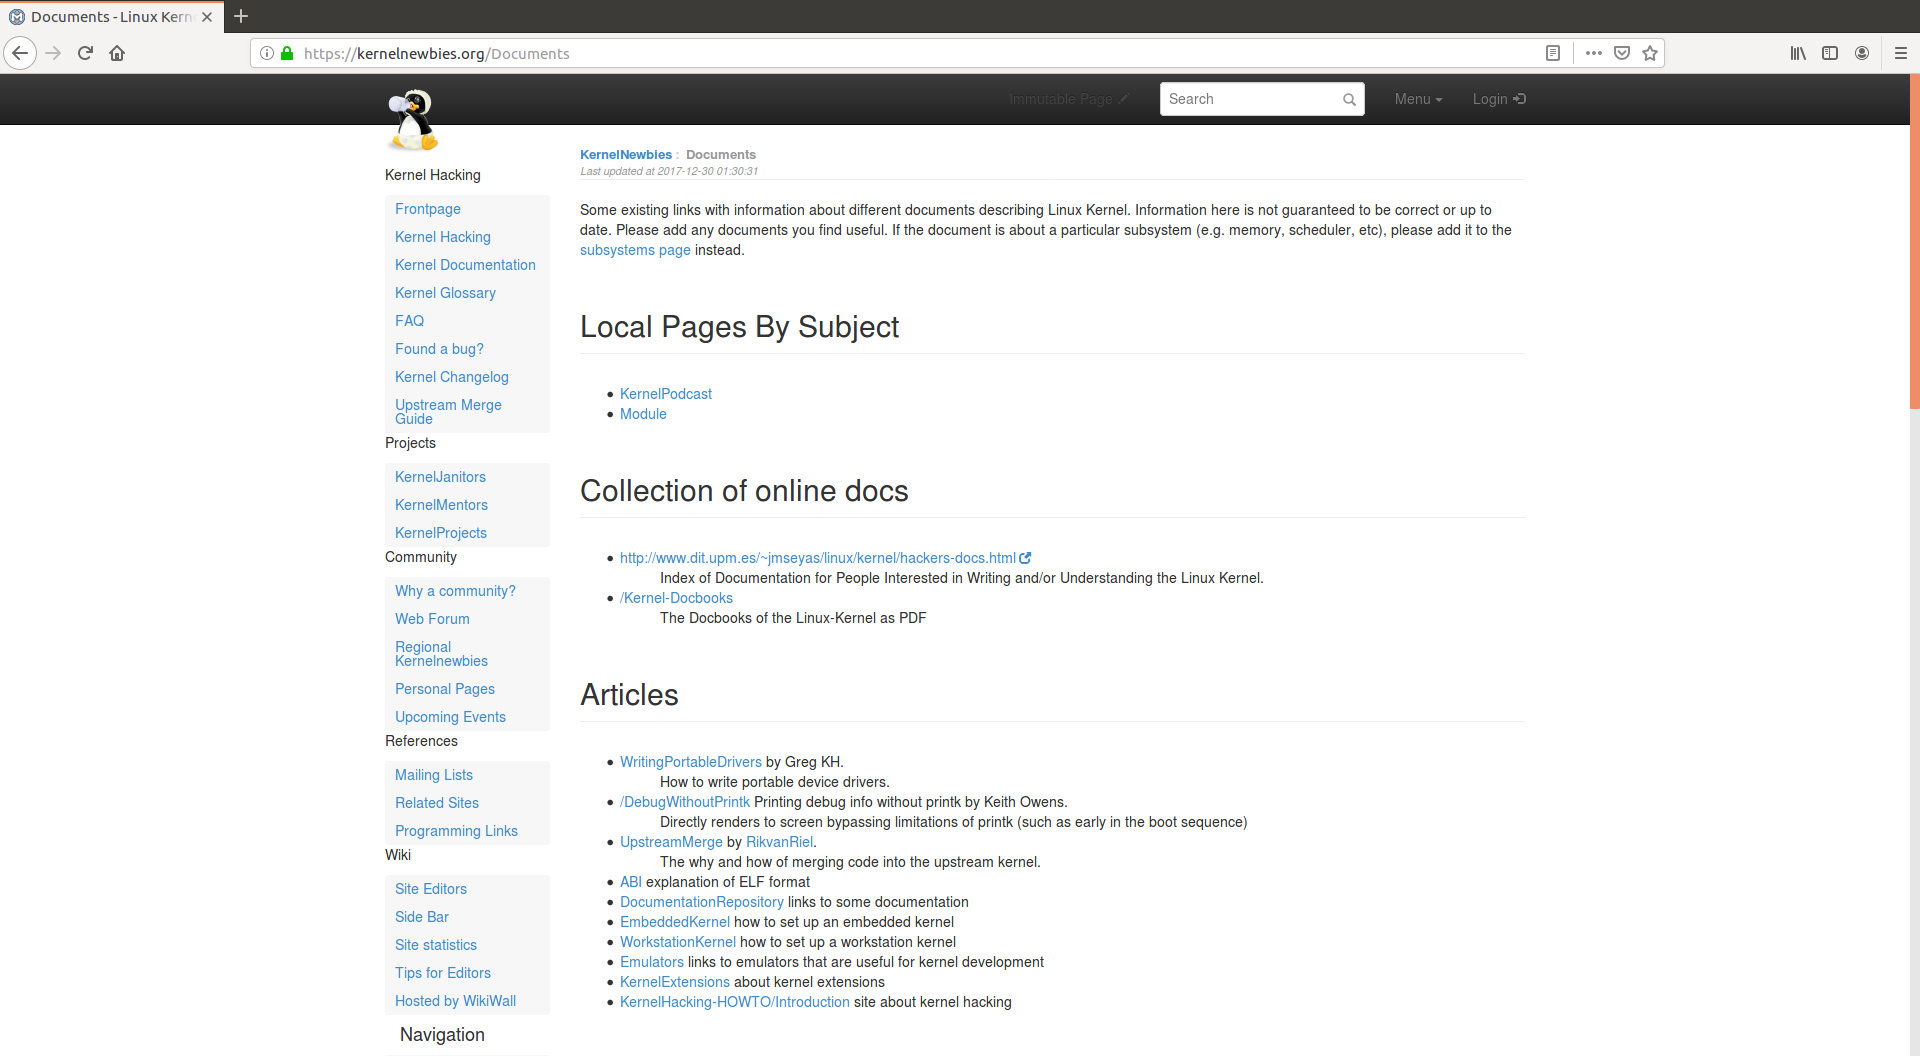 Documents - Linux Kern
https://kernelnewbies.org/Documents
Immutable Page
Search
Menu
Login
Kernel Hacking
Frontpage
Kernel Hacking
Kernel Documentation
Kernel Glossary
FAQ
Found a bug?
Kernel Changelog
Upstream Merge
Guide
Projects
KernelJanitors
KernelMentors
KernelProjects
Community
Why a community?
Web Forum
Regional
Kernelnewbies
Personal Pages
Upcoming Events
References
Mailing Lists
Related Sites
Programming Links
Wiki
Site Editors
Side Bar
Site statistics
Tips for Editors
Hosted by WikiWall
Navigation
KernelNewbies : Documents
Last updated at 2017-12-30 01:30:31
Some existing links with information about different documents describing Linux Kernel. Information here is not guaranteed to be correct or up to
date. Please add any documents you find useful. If the document is about a particular subsystem (e.g. memory, scheduler, etc), please add it to the
subsystems page instead.
Local Pages By Subject
• KernelPodcast
• Module
Collection of online docs
• http://www.dit.upm.es/~jmseyas/linux/kernel/hackers-docs.html
Index of Documentation for People Interested in Writing and/or Understanding the Linux Kernel.
• /Kernel-Docbooks
The Docbooks of the Linux-Kernel as PDF
Articles
• WritingPortableDrivers by Greg KH.
How to write portable device drivers.
• /DebugWithoutPrintk Printing debug info without printk by Keith Owens.
Directly renders to screen bypassing limitations of printk (such as early in the boot sequence)
• UpstreamMerge by RikvanRiel.
The why and how of merging code into the upstream kernel.
• ABI explanation of ELF format
• DocumentationRepository links to some documentation
• EmbeddedKernel how to set up an embedded kernel
• WorkstationKernel how to set up a workstation kernel
• Emulators links to emulators that are useful for kernel development
• KernelExtensions about kernel extensions
• KernelHacking-HOWTO/Introduction site about kernel hacking